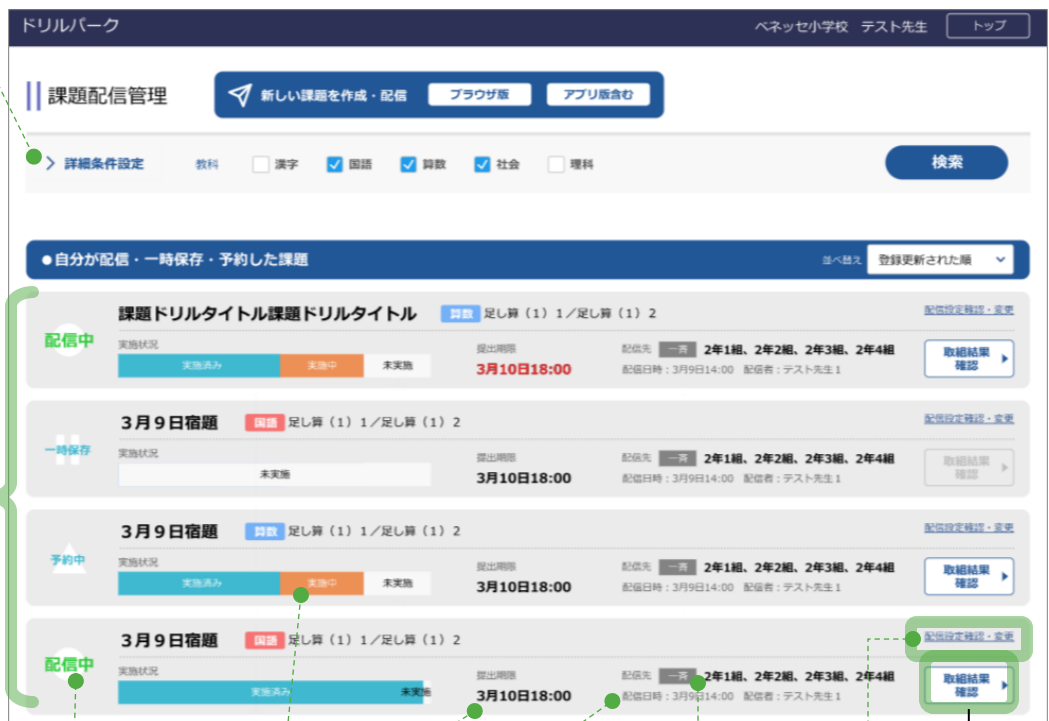 ドリルパーク ベネッセ小学校 テスト先生 トップ
課題配信管理 新しい課題を作成・配信 ブラウザ版 アプリ版含む
詳細条件設定 教科 漢字 国語 算数 社会 理科 検索
●自分が配信・一時保存・予約した課題 並べ替え 登録更新された順
配信中
課題ドリルタイトル課題ドリルタイトル 算数 足し算（1）1／足し算（1）2 配信設定確認・変更
実施状況 実施済み 実施中 未実施
提出期限
3月10日18:00
配信先 一斉 2年1組、2年2組、2年3組、2年4組
配信日時：3月9日14:00 配信者：テスト先生1
取組結果
確認
一時保存
３月９日宿題 国語 足し算（1）1／足し算（1）2 配信設定確認・変更
実施状況 未実施
提出期限
3月10日18:00
配信先 一斉 2年1組、2年2組、2年3組、2年4組
配信日時：3月9日14:00 配信者：テスト先生1
取組結果
確認
予約中
３月９日宿題 算数 足し算（1）1／足し算（1）2 配信設定確認・変更
実施状況 実施済み 実施中 未実施
提出期限
3月10日18:00
配信先 一斉 2年1組、2年2組、2年3組、2年4組
配信日時：3月9日14:00 配信者：テスト先生1
取組結果
確認
配信中
３月９日宿題 国語 足し算（1）1／足し算（1）2 配信設定確認・変更
実施状況 実施済み 未実施
提出期限
3月10日18:00
配信先 一斉 2年1組、2年2組、2年3組、2年4組
配信日時：3月9日14:00 配信者：テスト先生1
取組結果
確認